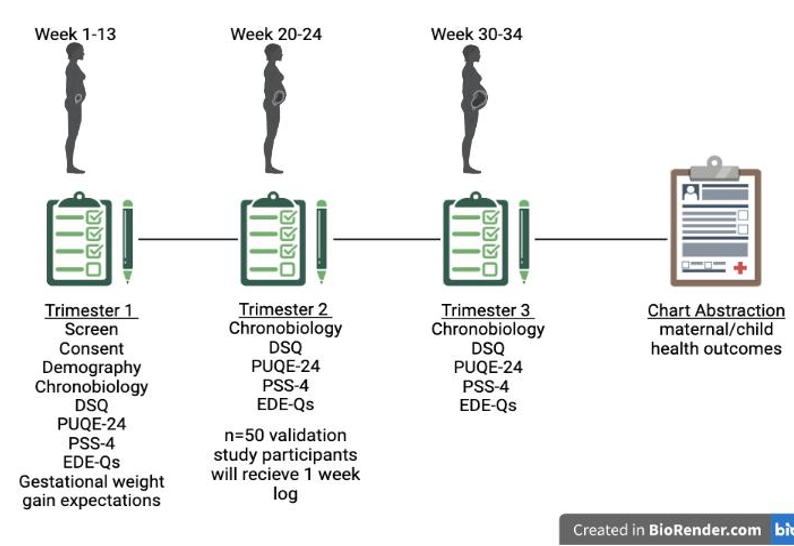 Week 1-13
Week 20-24
Week 30-34
Trimester 1
Screen
Consent
Demography
Chronobiology
DSQ
PUQE-24
PSS-4
EDE-Qs
Gestational weight
gain expectations
Trimester 2
Chronobiology
DSQ
PUQE-24
PSS-4
EDE-Qs
n=50 validation
study participants
will recieve 1 week
log
Trimester 3
Chronobiology
DSQ
PUQE-24
PSS-4
EDE-Qs
Chart Abstraction
maternal/child
health outcomes
Created in BioRender.com